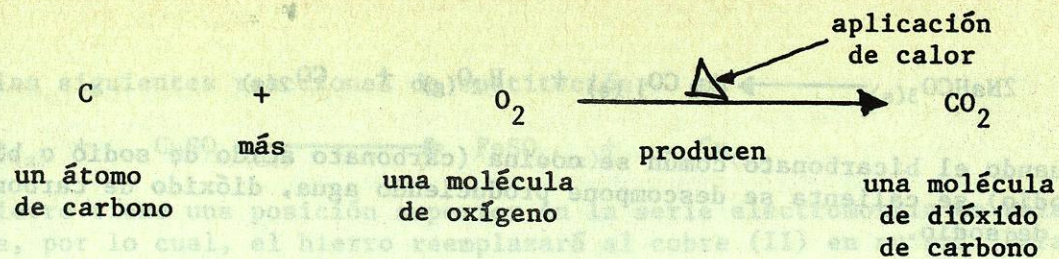 aplicación
de calor
C + O₂ → CO₂
más producen
un átomo
de carbono
una molécula
de oxígeno
una molécula
de dióxido
de carbono